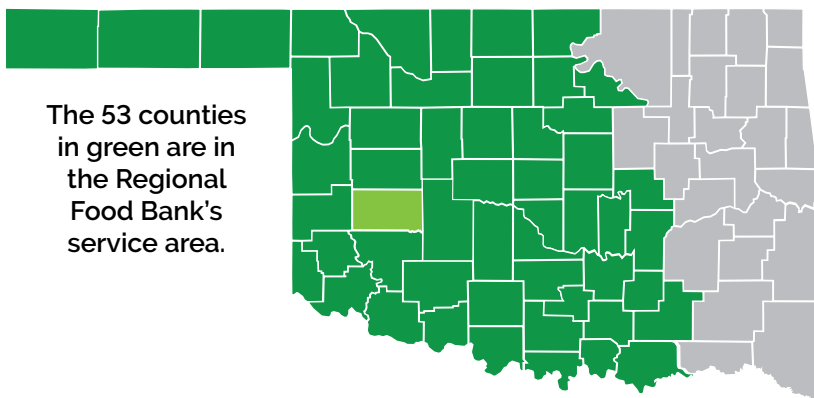 The 53 counties
in green are in
the Regional
Food Bank's
service area.